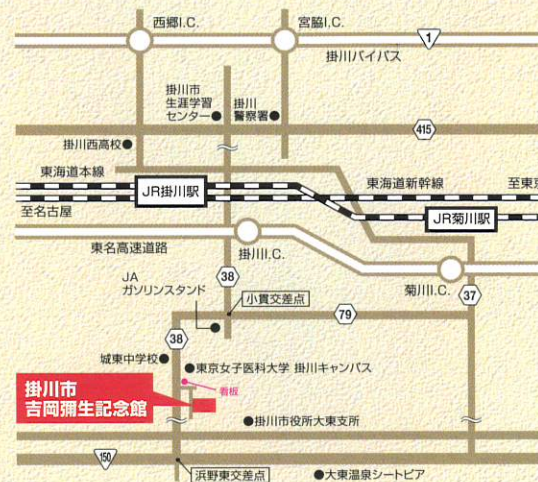 西郷I.C.
宮脇I.C.
1
掛川バイパス
掛川市
生涯学習
センター
掛川
警察署
415
掛川西高校
東海道本線
東海道新幹線
至東京
JR掛川駅
至名古屋
JR菊川駅
東名高速道路
掛川I.C.
菊川I.C.
JA
ガソリンスタンド
38
小貫交差点
37
79
38
城東中学校
東京女子医科大学 掛川キャンパス
看板
掛川市
吉岡彌生記念館
掛川市役所大東支所
150
浜野東交差点
大東温泉シートピア